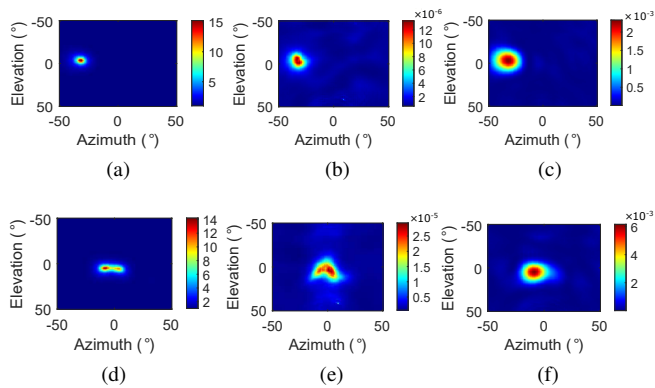 -50
0
50
Elevation (°)
-50 0 50
Azimuth (°)
15
10
5
(a)
×10⁻⁶
-50
0
50
Elevation (°)
-50 0 50
Azimuth (°)
12
10
8
6
4
2
(b)
×10⁻³
-50
0
50
Elevation (°)
-50 0 50
Azimuth (°)
2
1.5
1
0.5
(c)
-50
0
50
Elevation (°)
-50 0 50
Azimuth (°)
14
12
10
8
6
4
2
(d)
×10⁻⁵
-50
0
50
Elevation (°)
-50 0 50
Azimuth (°)
2.5
2
1.5
1
0.5
(e)
×10⁻³
-50
0
50
Elevation (°)
-50 0 50
Azimuth (°)
6
5
4
3
2
1
(f)